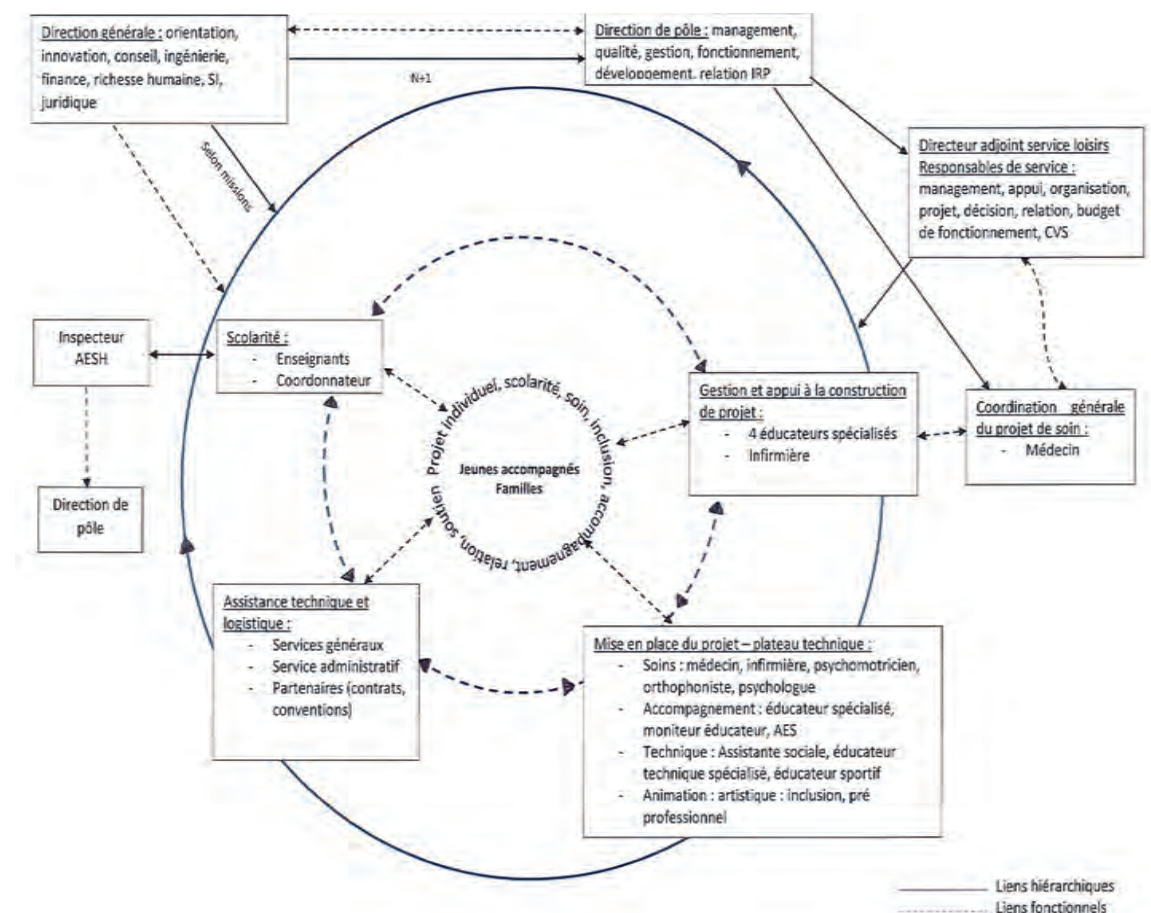 Direction générale : orientation,
innovation, conseil, ingénierie,
finance, richesse humaine, SI,
juridique
Direction de pôle : management,
qualité, gestion, fonctionnement,
développement, relation IRP
N+1
Selon missions
Directeur adjoint service loisirs
Responsables de service :
management, appui, organisation,
projet, décision, relation, budget
de fonctionnement, CVS
Inspecteur
AESH
Scolarité :
- Enseignants
- Coordonnateur
Gestion et appui à la construction
de projet :
- 4 éducateurs spécialisés
- Infirmière
Coordination générale
du projet de soin :
- Médecin
Projet individuel, scolarité, soin, inclusion, accompagnement, relation, soutien
Jeunes accompagnés
Familles
Direction de
pôle
Assistance technique et
logistique :
- Services généraux
- Service administratif
- Partenaires (contrats,
conventions)
Mise en place du projet – plateau technique :
- Soins : médecin, infirmière, psychomotricien,
orthophoniste, psychologue
- Accompagnement : éducateur spécialisé,
moniteur éducateur, AES
- Technique : Assistante sociale, éducateur
technique spécialisé, éducateur sportif
- Animation : artistique : inclusion, pré
professionnel
Liens hiérarchiques
Liens fonctionnels